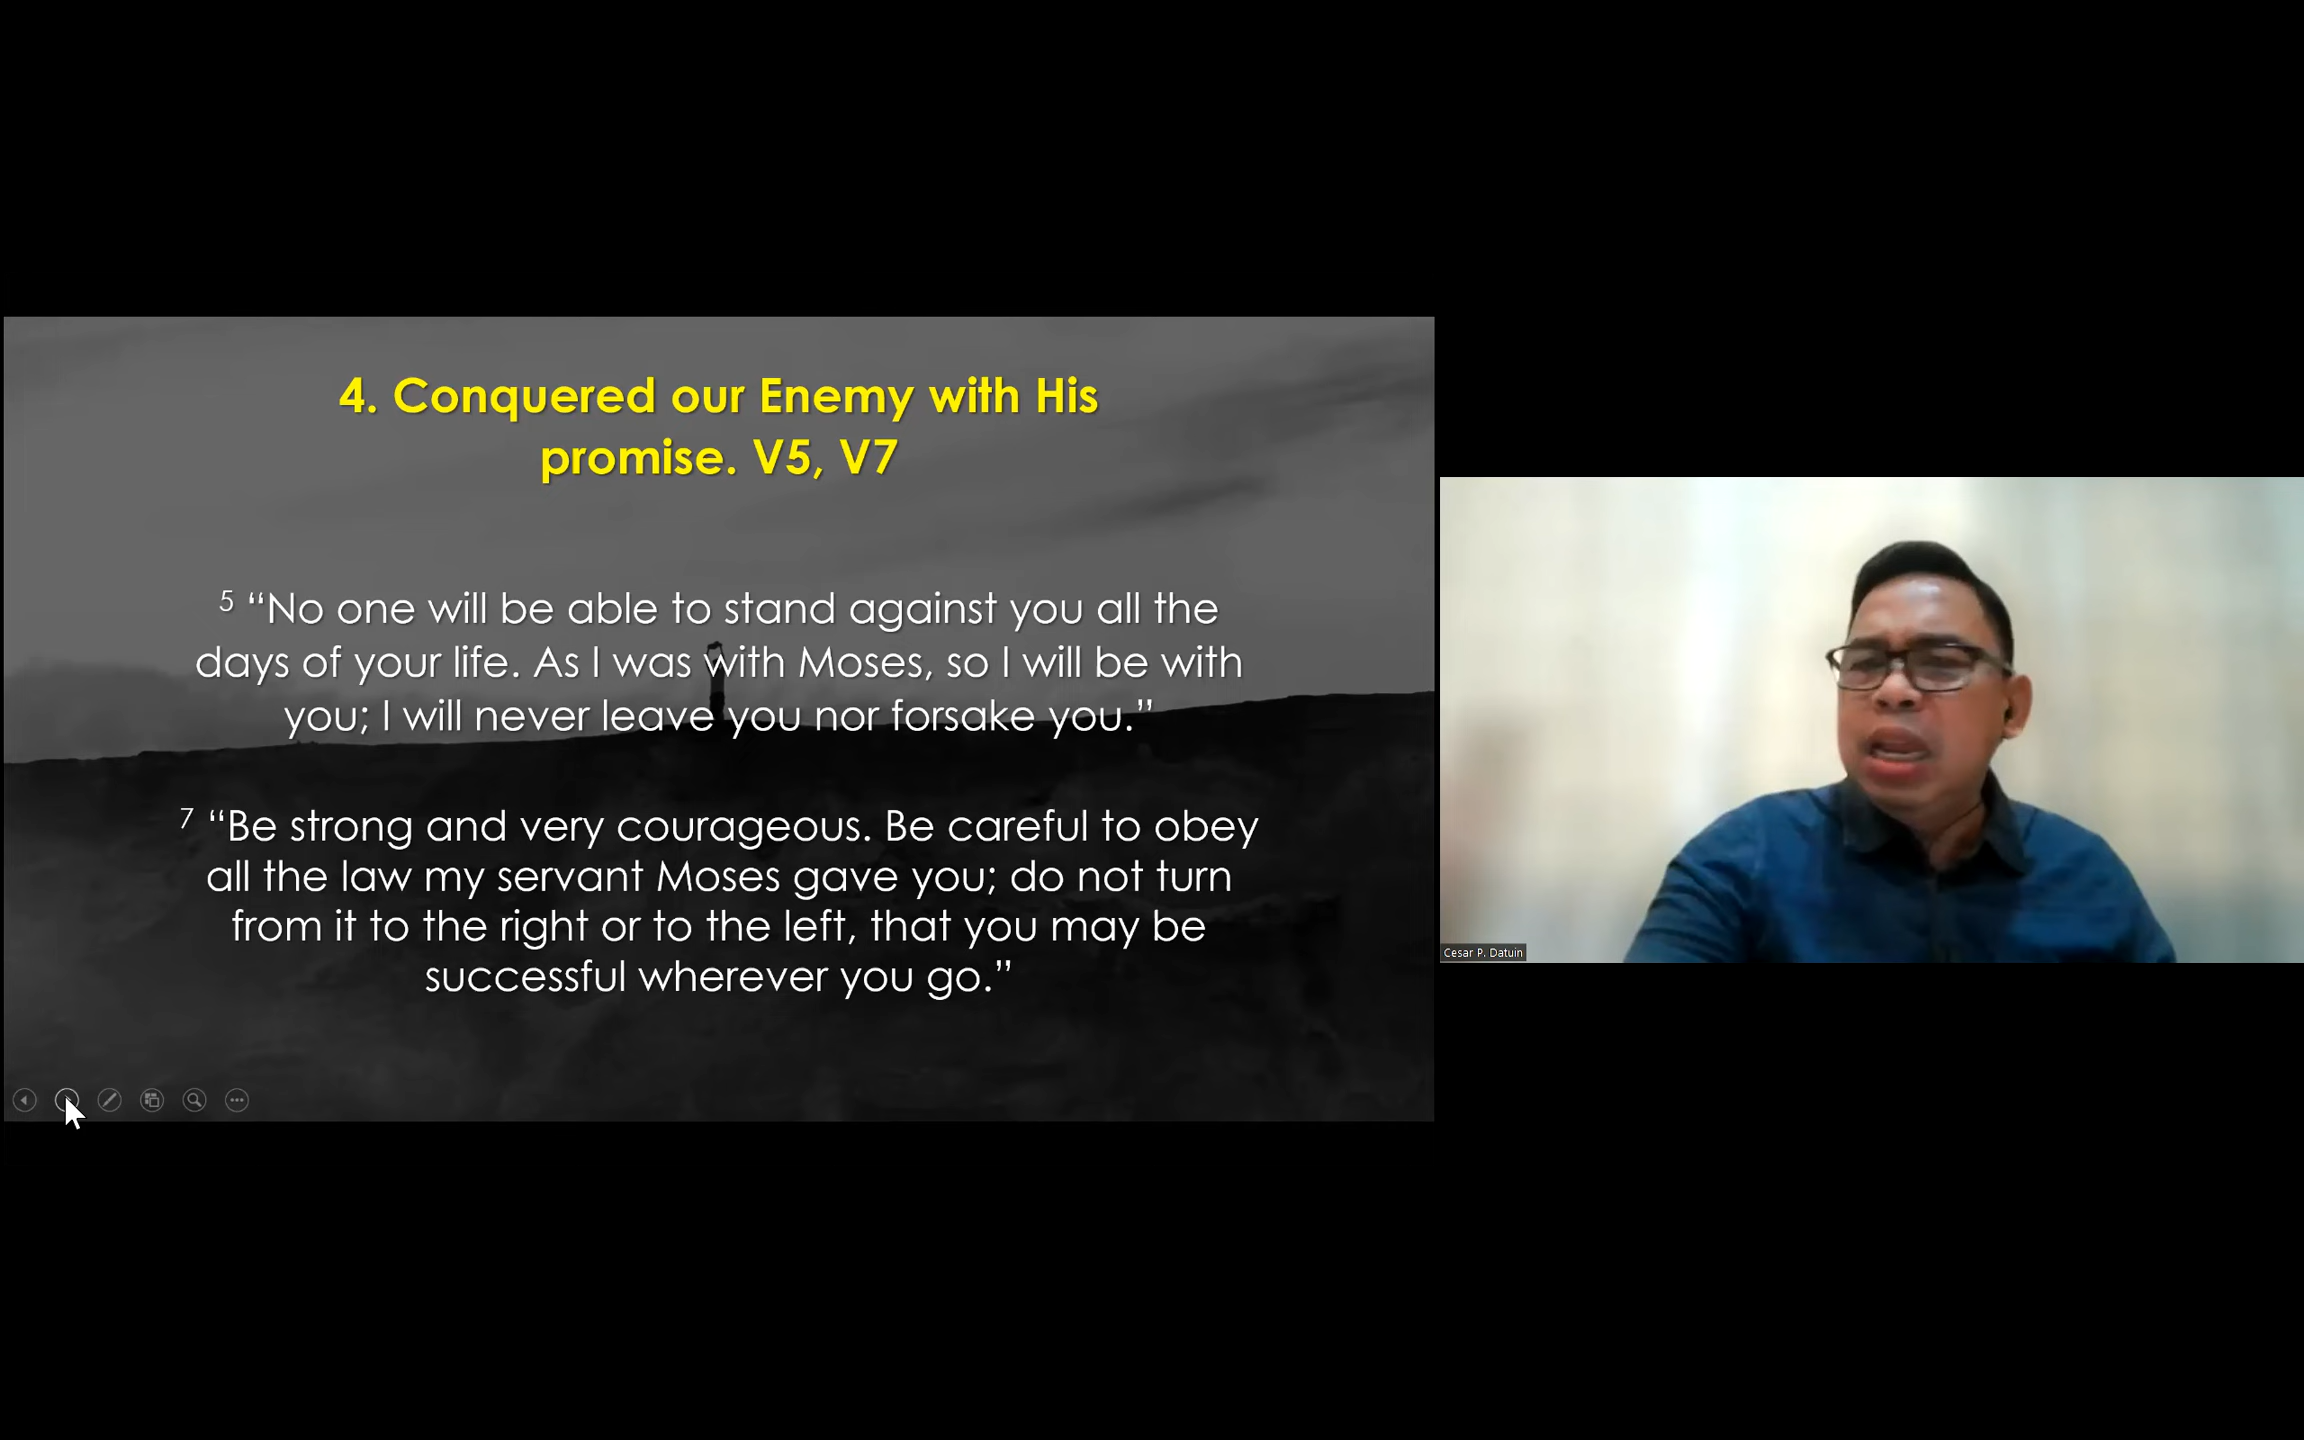 4. Conquered our Enemy with His
promise. V5, V7
5 “No one will be able to stand against you all the
days of your life. As I was with Moses, so I will be with
you; I will never leave you nor forsake you.”
7 “Be strong and very courageous. Be careful to obey
all the law my servant Moses gave you; do not turn
from it to the right or to the left, that you may be
successful wherever you go.”
Cesar P. Datuin